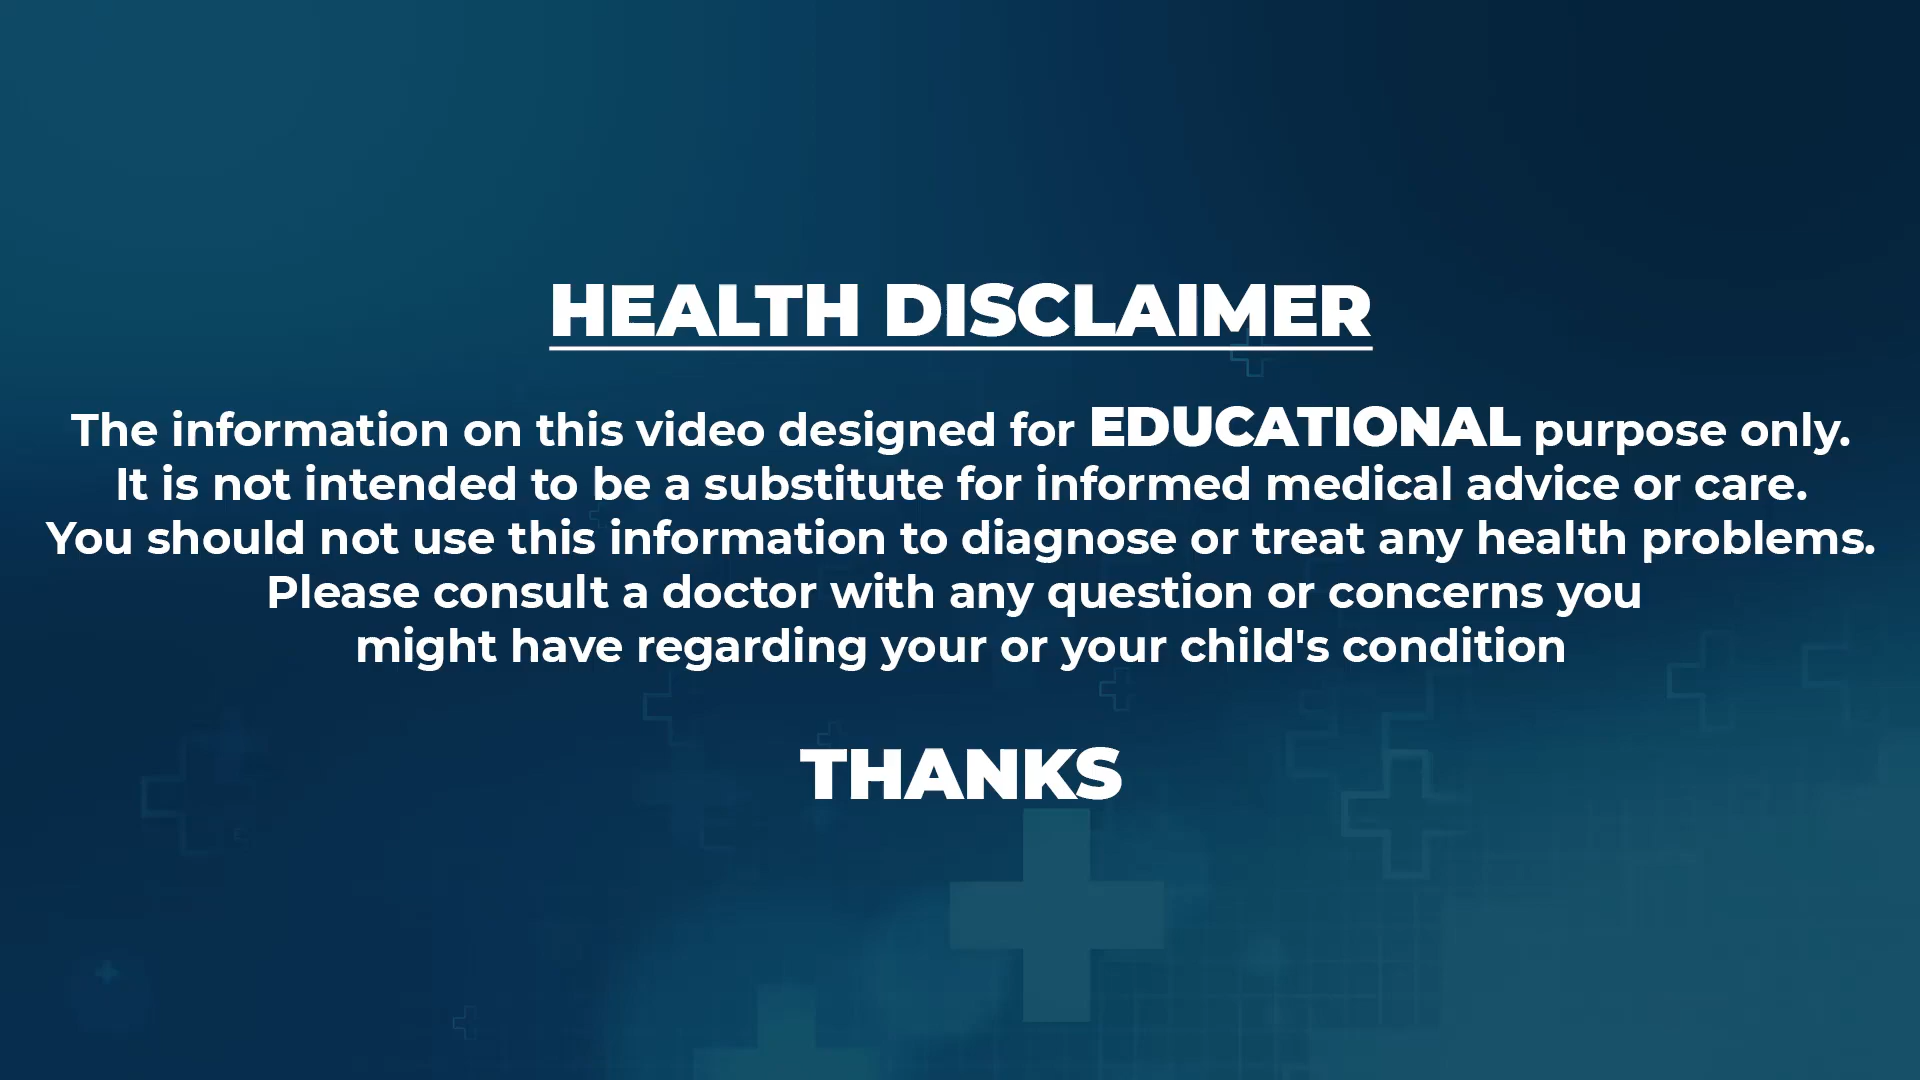 HEALTH DISCLAIMER
The information on this video designed for EDUCATIONAL purpose only.
It is not intended to be a substitute for informed medical advice or care.
You should not use this information to diagnose or treat any health problems.
Please consult a doctor with any question or concerns you
might have regarding your or your child's condition
THANKS